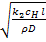 √(k₂c_H l / ρD)